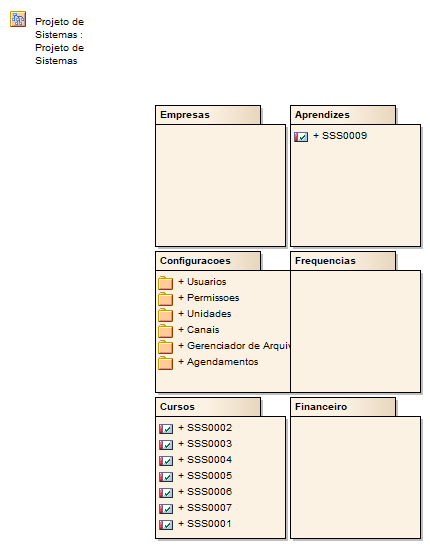 Projeto de
Sistemas :
Projeto de
Sistemas
Empresas
Aprendizes
+ SSS0009
Configuracoes
+ Usuarios
+ Permissoes
+ Unidades
+ Canais
+ Gerenciador de Arquiv
+ Agendamentos
Frequencias
Cursos
+ SSS0002
+ SSS0003
+ SSS0004
+ SSS0005
+ SSS0006
+ SSS0007
+ SSS0001
Financeiro